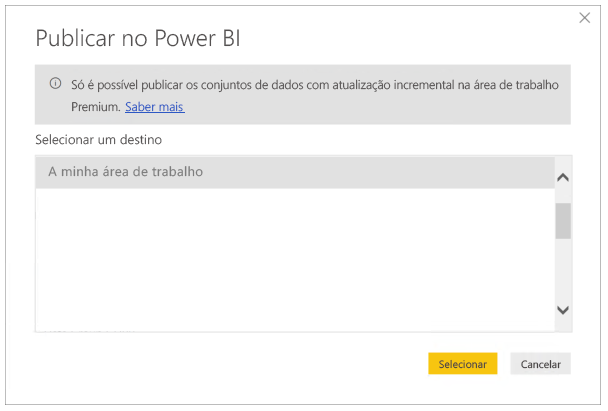 Publicar no Power BI
Só é possível publicar os conjuntos de dados com atualização incremental na área de trabalho
Premium. Saber mais
Selecionar um destino
A minha área de trabalho
Selecionar
Cancelar